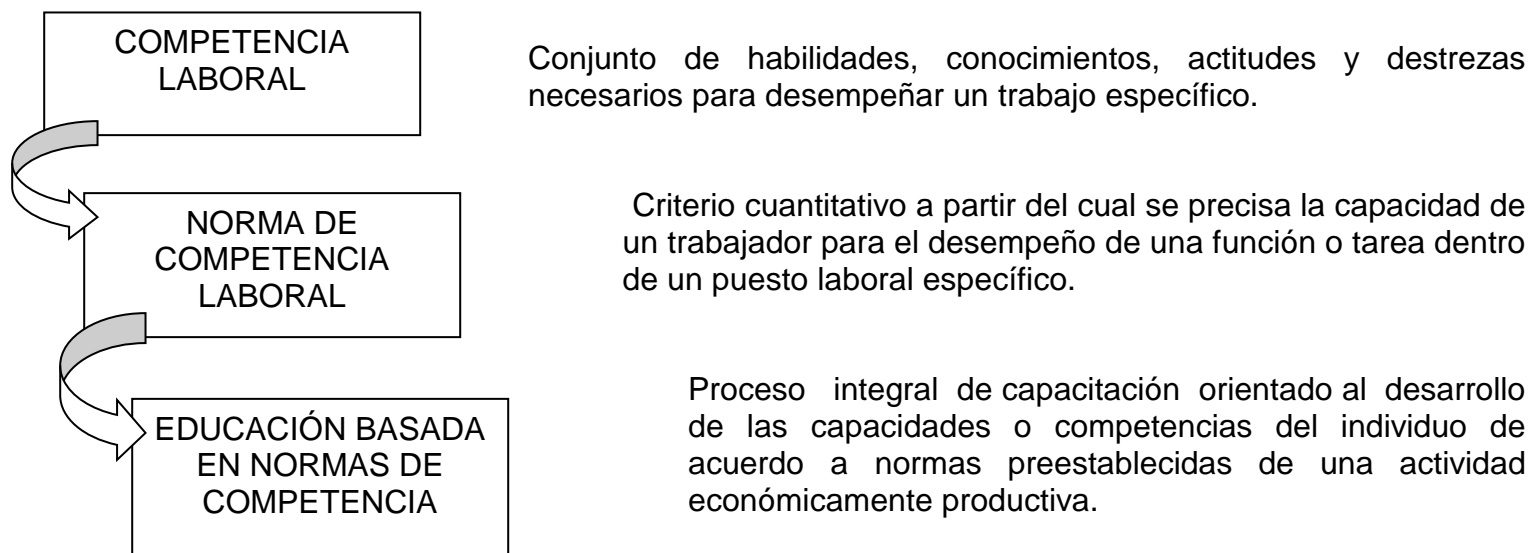 COMPETENCIA
LABORAL
Conjunto de habilidades, conocimientos, actitudes y destrezas
necesarios para desempeñar un trabajo específico.
NORMA DE
COMPETENCIA
LABORAL
Criterio cuantitativo a partir del cual se precisa la capacidad de
un trabajador para el desempeño de una función o tarea dentro
de un puesto laboral específico.
EDUCACIÓN BASADA
EN NORMAS DE
COMPETENCIA
Proceso integral de capacitación orientado al desarrollo
de las capacidades o competencias del individuo de
acuerdo a normas preestablecidas de una actividad
económicamente productiva.